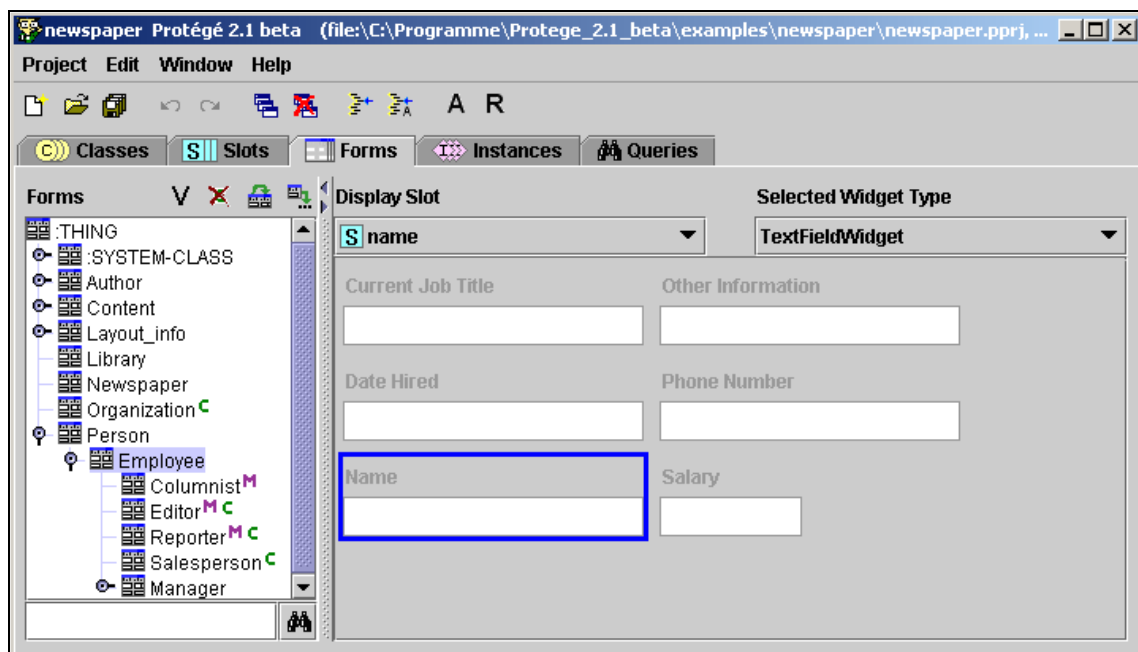 newspaper Protégé 2.1 beta (file:\C:\Programme\Protege_2.1_beta\examples\newspaper\newspaper.pprj, ...
Project Edit Window Help
A R
C Classes S Slots Forms I Instances Queries
Forms V Display Slot Selected Widget Type
:THING
S name TextFieldWidget
:SYSTEM-CLASS
Author
Content
Layout_info
Library
Newspaper
Organization C
Person
Employee
Columnist M
Editor M C
Reporter M C
Salesperson C
Manager
Current Job Title Other Information
Date Hired Phone Number
Name Salary